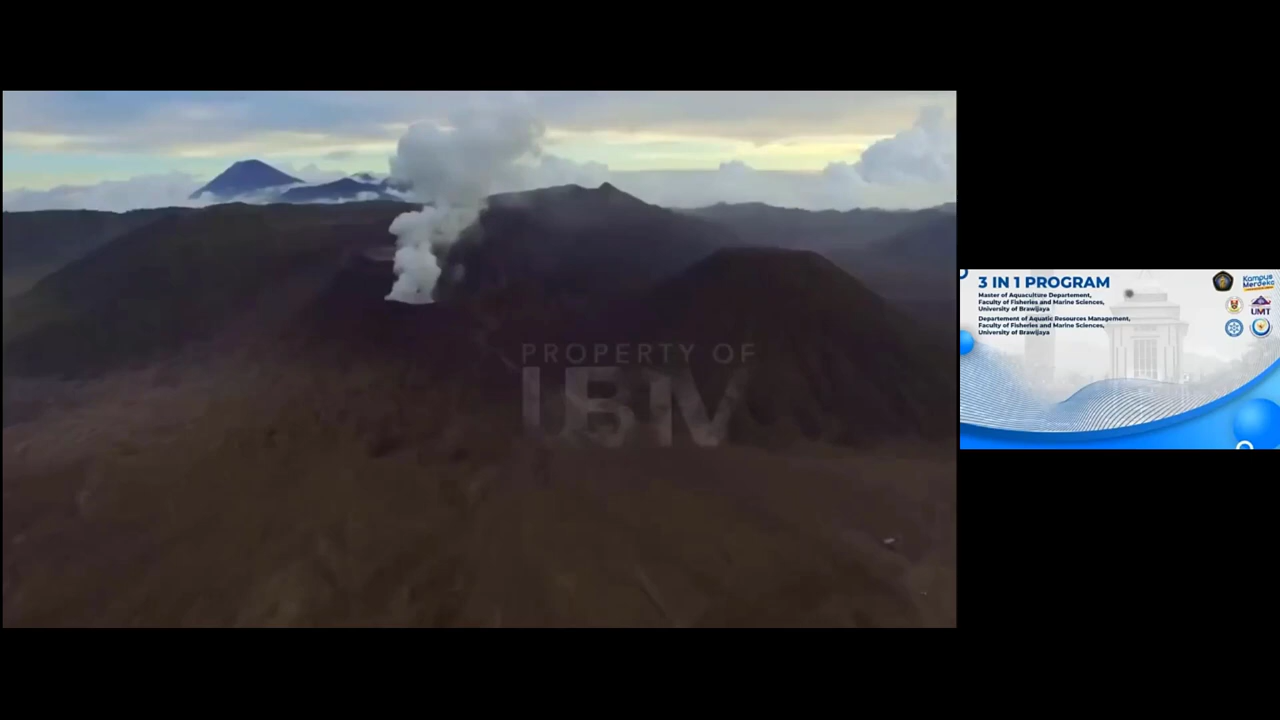 PROPERTY OF
3 IN 1 PROGRAM
Master of Aquaculture Departement,
Faculty of Fisheries and Marine Sciences,
University of Brawijaya
Departement of Aquatic Resources Management,
Faculty of Fisheries and Marine Sciences,
University of Brawijaya
Kampus
Merdeka
UMT